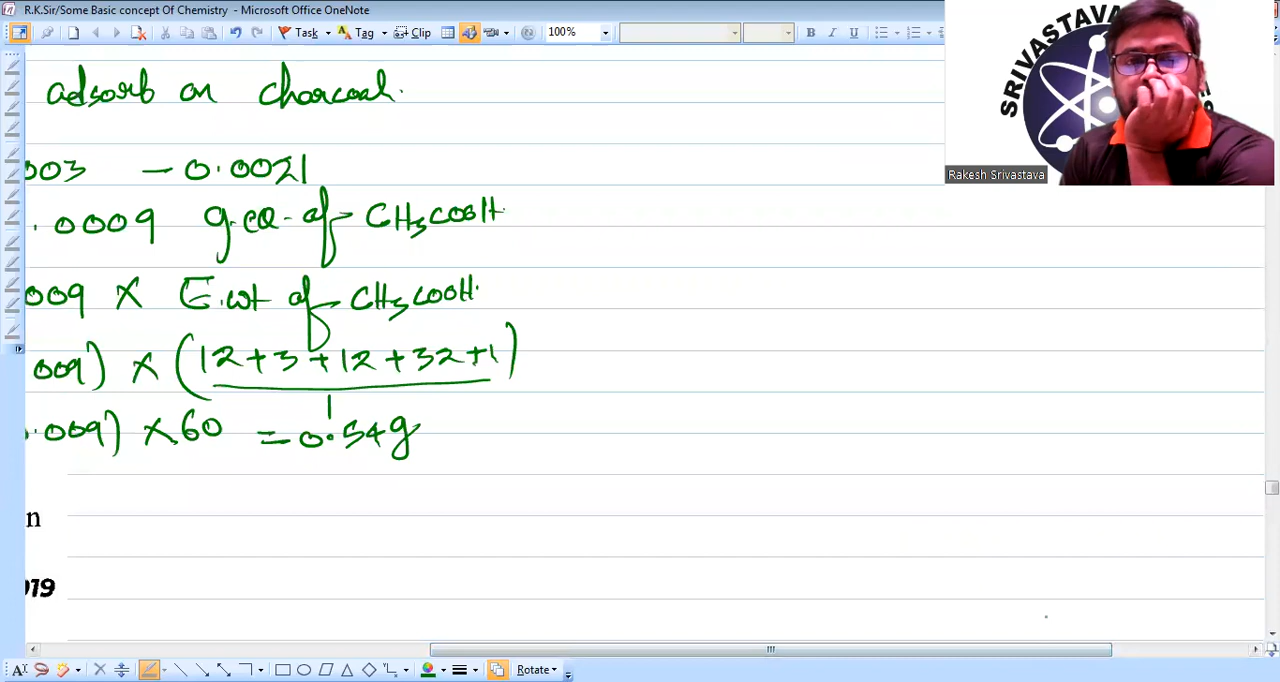 R.K.Sir/Some Basic concept Of Chemistry - Microsoft Office OneNote
Task Tag Clip 100% B I U
adsorb on charcoal.
003 - 0.0021
.0009 g.eq. of CH3COOH.
009 X E.wt of CH3COOH.
009) X (12+3+12+32+1)
1
.009) X 60 = 0.54g
n
019
SRIVASTAVA
Rakesh Srivastava
Rotate